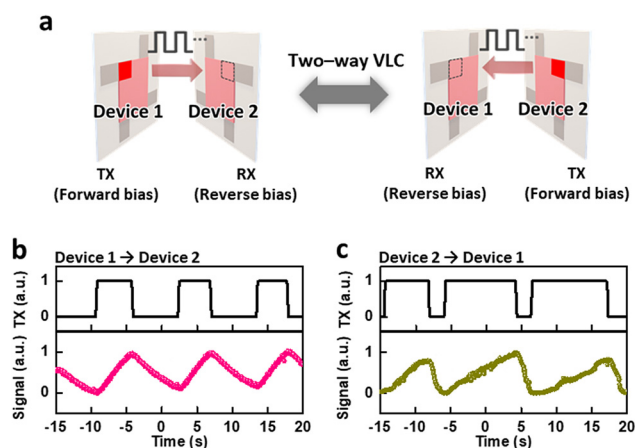 a
Two–way VLC
Device 1 Device 2
Device 1 Device 2
TX
(Forward bias)
RX
(Reverse bias)
RX
(Reverse bias)
TX
(Forward bias)
b
Device 1 → Device 2
TX (a.u.)
1
0
Signal (a.u.)
1
0
-15 -10 -5 0 5 10 15 20
Time (s)
c
Device 2 → Device 1
TX (a.u.)
1
0
Signal (a.u.)
1
0
-15 -10 -5 0 5 10 15 20
Time (s)